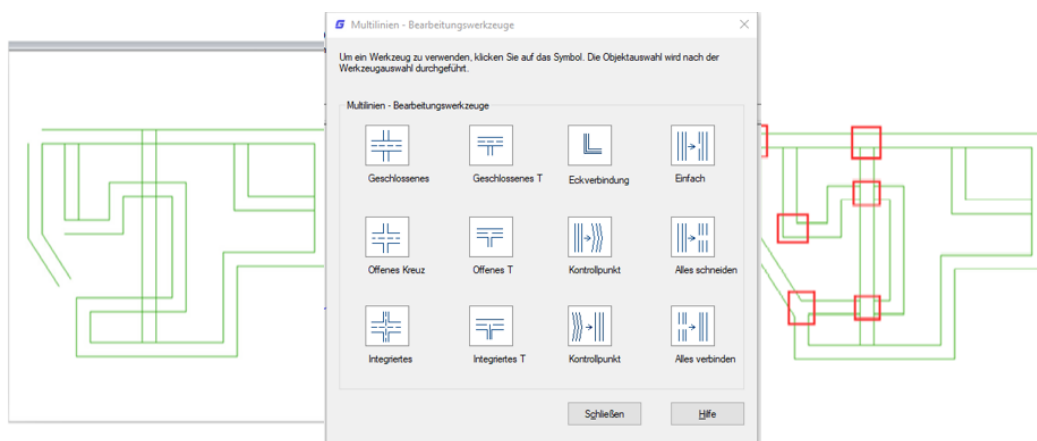 Multilinien - Bearbeitungswerkzeuge
Um ein Werkzeug zu verwenden, klicken Sie auf das Symbol. Die Objektauswahl wird nach der
Werkzeugauswahl durchgeführt.
Multilinien - Bearbeitungswerkzeuge
Geschlossenes
Geschlossenes T
Eckverbindung
Einfach
Offenes Kreuz
Offenes T
Kontrollpunkt
Alles schneiden
Integriertes
Integriertes T
Kontrollpunkt
Alles verbinden
Schließen
Hilfe